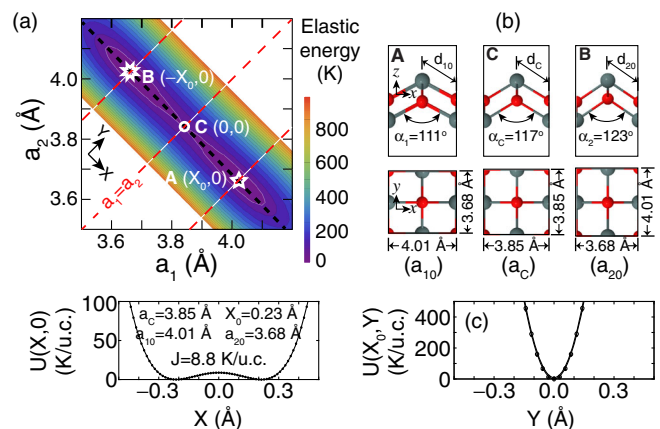 (a)
4.0
3.8
3.6
a₂ (Å)
B (−X₀,0)
C (0,0)
A (X₀,0)
Y
X
a₁=a₂
3.6 3.8 4.0
a₁ (Å)
Elastic
energy
(K)
800
600
400
200
0
(b)
A C B
d₁₀ d_C d₂₀
z
x
α₁=111° α_C=117° α₂=123°
y
x
3.68 Å 3.85 Å 4.01 Å
4.01 Å 3.85 Å 3.68 Å
(a₁₀) (a_C) (a₂₀)
U(X,0)
(K/u.c.)
100
50
0
a_C=3.85 Å X₀=0.23 Å
a₁₀=4.01 Å a₂₀=3.68 Å
J=8.8 K/u.c.
−0.3 0.0 0.3
X (Å)
U(X₀,Y)
(K/u.c.)
400
200
0
(c)
−0.3 0.0 0.3
Y (Å)